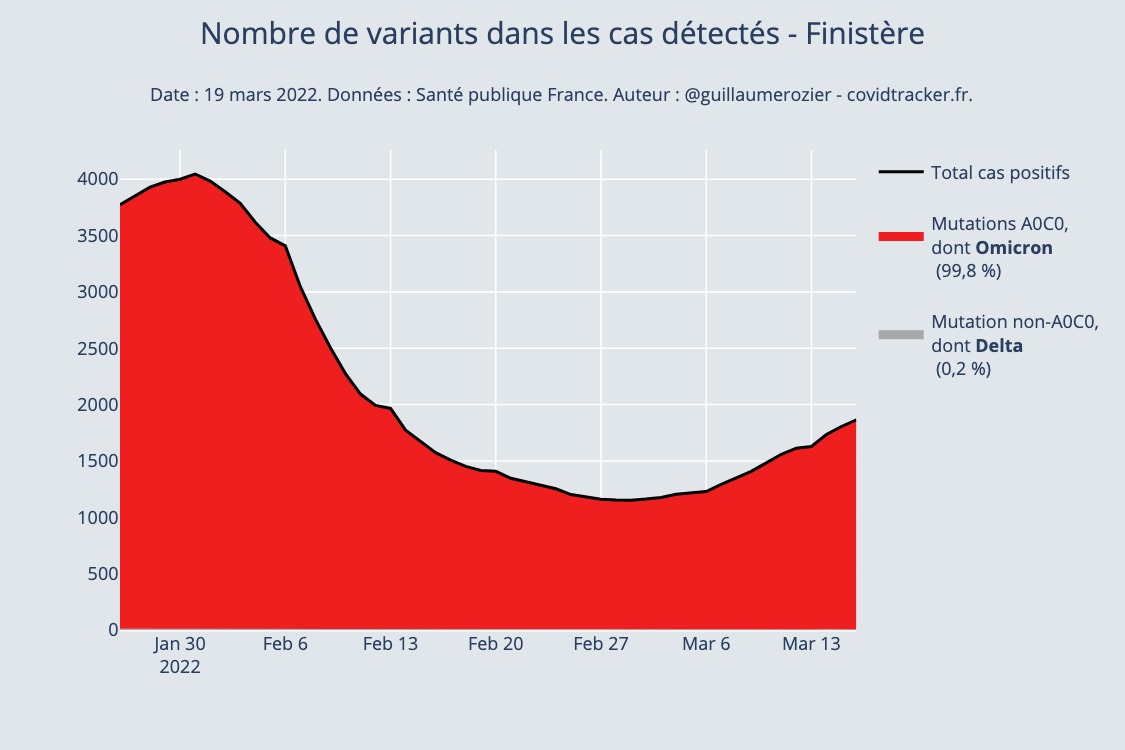 Nombre de variants dans les cas détectés - Finistère
Date : 19 mars 2022. Données : Santé publique France. Auteur : @guillaumerozier - covidtracker.fr.
4000
3500
3000
2500
2000
1500
1000
500
0
Jan 30
2022
Feb 6
Feb 13
Feb 20
Feb 27
Mar 6
Mar 13
Total cas positifs
Mutations A0C0,
dont Omicron
(99,8 %)
Mutation non-A0C0,
dont Delta
(0,2 %)